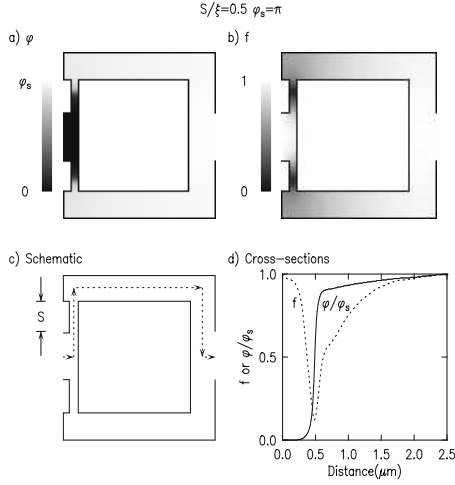 S/ξ=0.5 φs=π
a) φ
b) f
φs
0
1
0
c) Schematic
d) Cross-sections
S
1.0
0.5
0.0
f or φ/φs
f
φ/φs
0.0 0.5 1.0 1.5 2.0 2.5
Distance(μm)